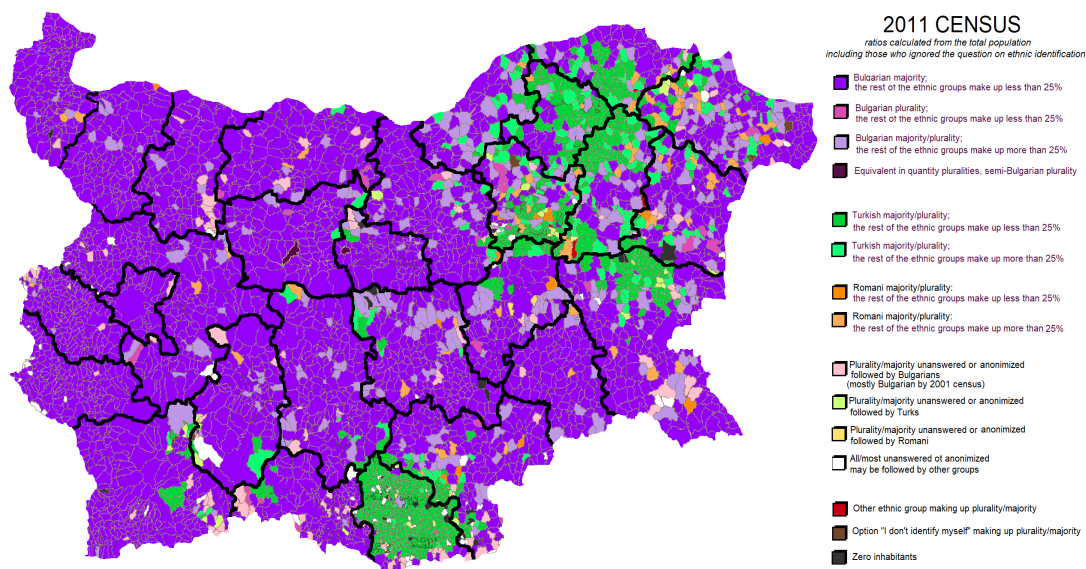 2011 CENSUS
ratios calculated from the total population
including those who ignored the question on ethnic identification
Bulgarian majority;
the rest of the ethnic groups make up less than 25%
Bulgarian plurality;
the rest of the ethnic groups make up less than 25%
Bulgarian majority/plurality;
the rest of the ethnic groups make up more than 25%
Equivalent in quantity pluralities, semi-Bulgarian plurality
Turkish majority/plurality;
the rest of the ethnic groups make up less than 25%
Turkish majority/plurality;
the rest of the ethnic groups make up more than 25%
Romani majority/plurality:
the rest of the ethnic groups make up less than 25%
Romani majority/plurality:
the rest of the ethnic groups make up more than 25%
Plurality/majority unanswered or anonimized
followed by Bulgarians
(mostly Bulgarian by 2001 census)
Plurality/majority unanswered or anonimized
followed by Turks
Plurality/majority unanswered or anonimized
followed by Romani
All/most unanswered ot anonimized
may be followed by other groups
Other ethnic group making up plurality/majority
Option "I don't identify myself" making up plurality/majority
Zero inhabitants